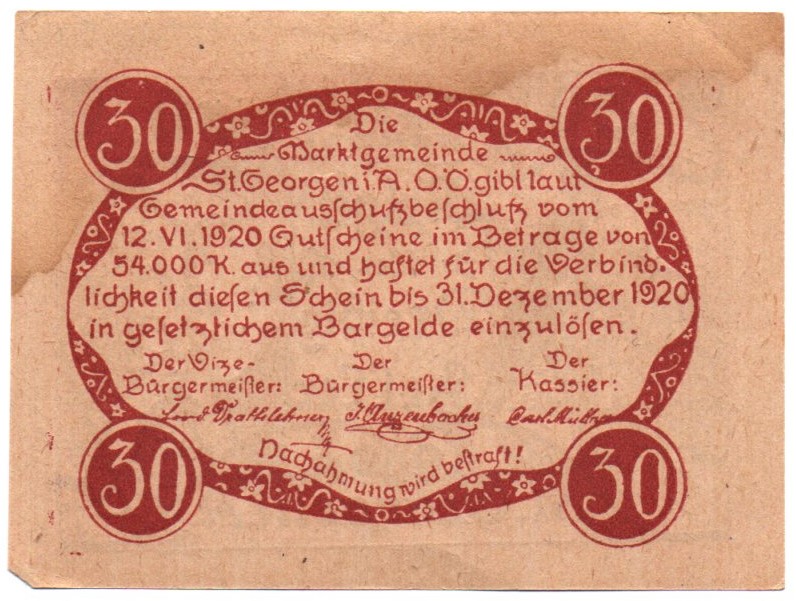 30 30
Die
Marktgemeinde
St. Georgen i. A. O.Ö. gibt laut
Gemeindeausschußbeschluß vom
12. VI. 1920 Gutscheine im Betrage von
54.000 K. aus und haftet für die Verbind-
lichkeit diesen Schein bis 31. Dezember 1920
in gesetzlichem Bargelde einzulösen.
Der Vize- Der Der
Bürgermeister: Bürgermeister: Kassier:
Nachahmung wird bestraft!
30 30